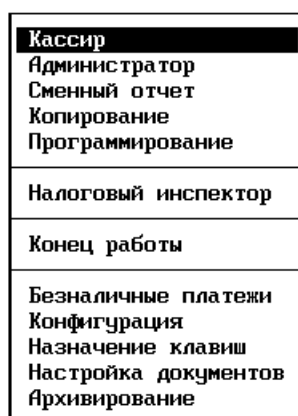 Кассир
Администратор
Сменный отчет
Копирование
Программирование
Налоговый инспектор
Конец работы
Безналичные платежи
Конфигурация
Назначение клавиш
Настройка документов
Архивирование